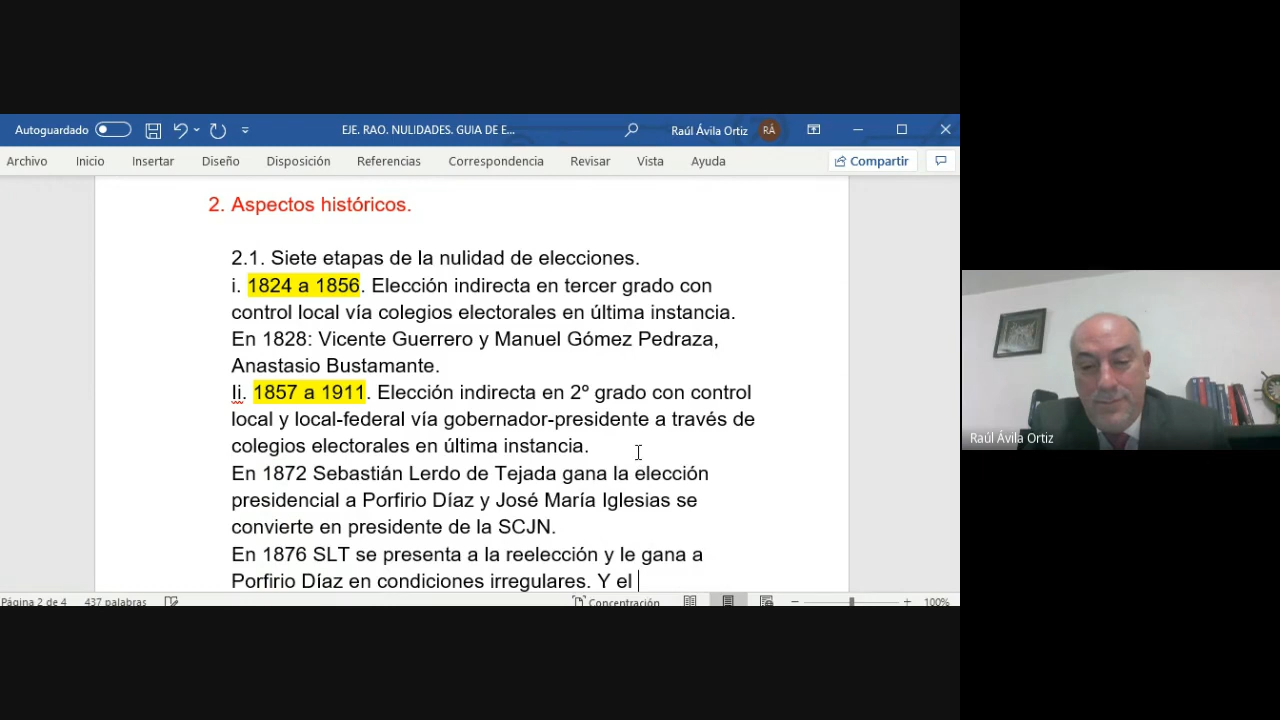 Autoguardado
EJE. RAO. NULIDADES. GUIA DE E...
Raúl Ávila Ortiz
RÁ
Archivo Inicio Insertar Diseño Disposición Referencias Correspondencia Revisar Vista Ayuda Compartir
2. Aspectos históricos.
2.1. Siete etapas de la nulidad de elecciones.
i. 1824 a 1856. Elección indirecta en tercer grado con
control local vía colegios electorales en última instancia.
En 1828: Vicente Guerrero y Manuel Gómez Pedraza,
Anastasio Bustamante.
Ii. 1857 a 1911. Elección indirecta en 2º grado con control
local y local-federal vía gobernador-presidente a través de
colegios electorales en última instancia.
En 1872 Sebastián Lerdo de Tejada gana la elección
presidencial a Porfirio Díaz y José María Iglesias se
convierte en presidente de la SCJN.
En 1876 SLT se presenta a la reelección y le gana a
Porfirio Díaz en condiciones irregulares. Y el
Página 2 de 4 437 palabras Concentración 100%
Raúl Ávila Ortiz